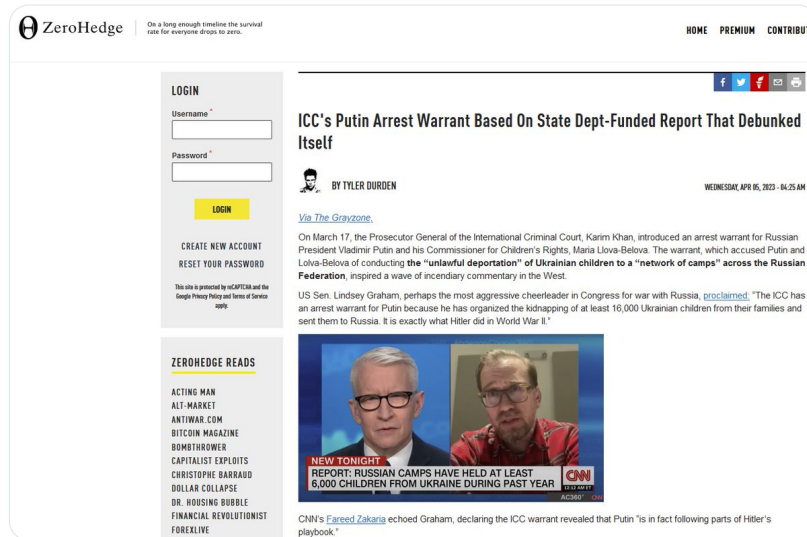 ZeroHedge
On a long enough timeline the survival
rate for everyone drops to zero.
HOME PREMIUM CONTRIBU
LOGIN
Username *
Password *
LOGIN
CREATE NEW ACCOUNT
RESET YOUR PASSWORD
This site is protected by reCAPTCHA and the
Google Privacy Policy and Terms of Service
apply.
ZEROHEDGE READS
ACTING MAN
ALT-MARKET
ANTIWAR.COM
BITCOIN MAGAZINE
BOMBTHROWER
CAPITALIST EXPLOITS
CHRISTOPHE BARRAUD
DOLLAR COLLAPSE
DR. HOUSING BUBBLE
FINANCIAL REVOLUTIONIST
FOREXLIVE
ICC's Putin Arrest Warrant Based On State Dept-Funded Report That Debunked
Itself
BY TYLER DURDEN
WEDNESDAY, APR 05, 2023 - 04:25 AM
Via The Grayzone,
On March 17, the Prosecutor General of the International Criminal Court, Karim Khan, introduced an arrest warrant for Russian
President Vladimir Putin and his Commissioner for Children's Rights, Maria Llova-Belova. The warrant, which accused Putin and
Lolva-Belova of conducting the “unlawful deportation” of Ukrainian children to a “network of camps” across the Russian
Federation, inspired a wave of incendiary commentary in the West.
US Sen. Lindsey Graham, perhaps the most aggressive cheerleader in Congress for war with Russia, proclaimed: “The ICC has
an arrest warrant for Putin because he has organized the kidnapping of at least 16,000 Ukrainian children from their families and
sent them to Russia. It is exactly what Hitler did in World War II.”
NEW TONIGHT
REPORT: RUSSIAN CAMPS HAVE HELD AT LEAST
6,000 CHILDREN FROM UKRAINE DURING PAST YEAR
CNN
12:12 AM ET
AC360°
CNN
CNN's Fareed Zakaria echoed Graham, declaring the ICC warrant revealed that Putin “is in fact following parts of Hitler's
playbook.”